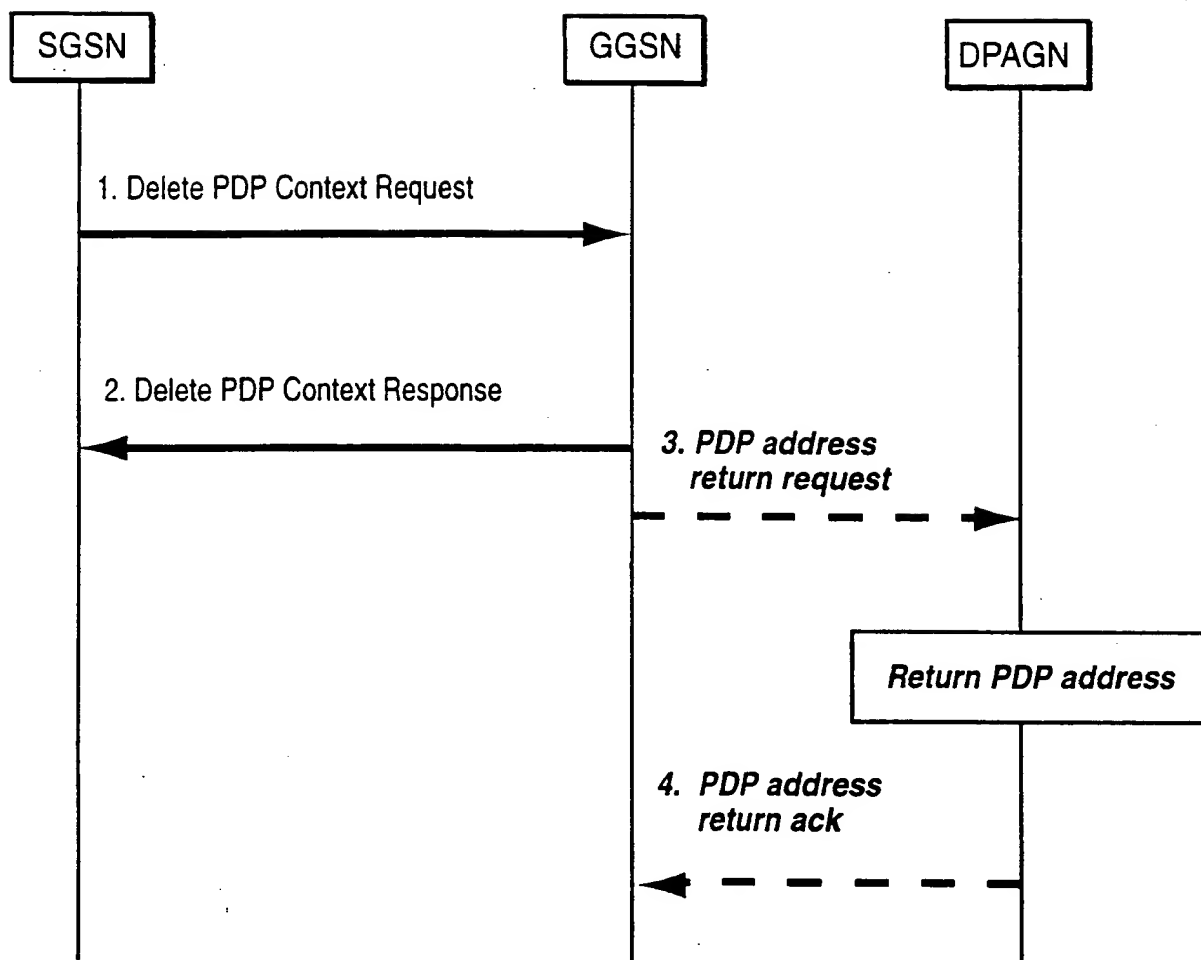 SGSN
GGSN
DPAGN
1. Delete PDP Context Request
2. Delete PDP Context Response
3. PDP address
return request
Return PDP address
4. PDP address
return ack